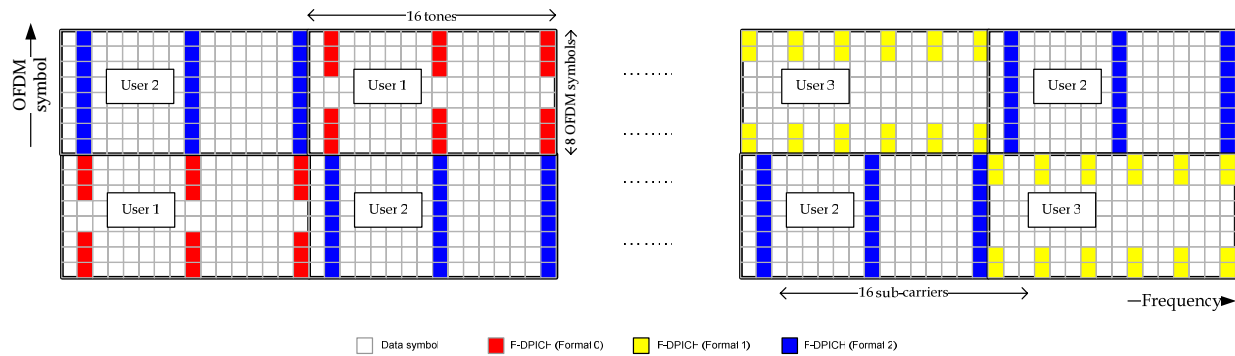 16 tones
OFDM
symbol
User 2
User 1
8 OFDM symbols
User 3
User 2
User 1
User 2
User 2
User 3
16 sub-carriers
Frequency
Data symbol
F-DPICH (Format 0)
F-DPICH (Format 1)
F-DPICH (Format 2)